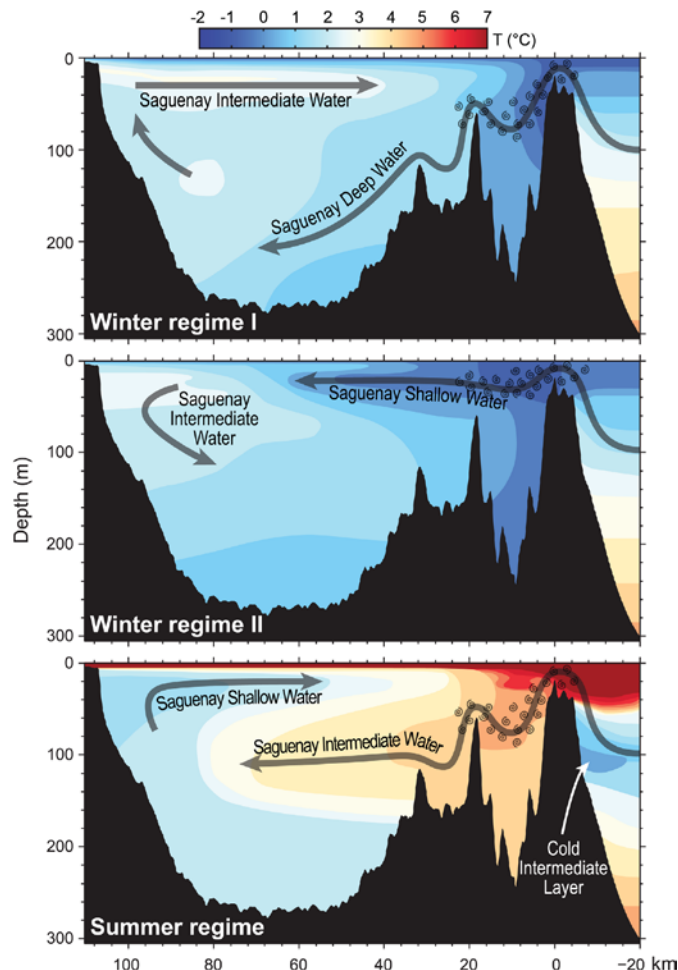 -2 -1 0 1 2 3 4 5 6 7
T (°C)
0
100
200
300
Saguenay Intermediate Water
Saguenay Deep Water
Winter regime I
0
100
200
300
Saguenay
Intermediate
Water
Saguenay Shallow Water
Winter regime II
Depth (m)
0
100
200
300
Saguenay Shallow Water
Saguenay Intermediate Water
Cold
Intermediate
Layer
Summer regime
100 80 60 40 20 0 −20 km